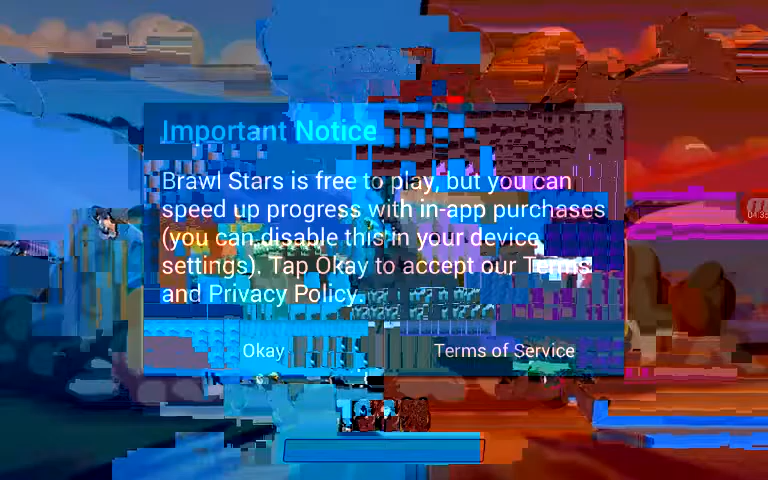 Important Notice
Brawl Stars is free to play, but you can
speed up progress with in-app purchases
(you can disable this in your device
settings). Tap Okay to accept our Terms
and Privacy Policy.
Okay
Terms of Service